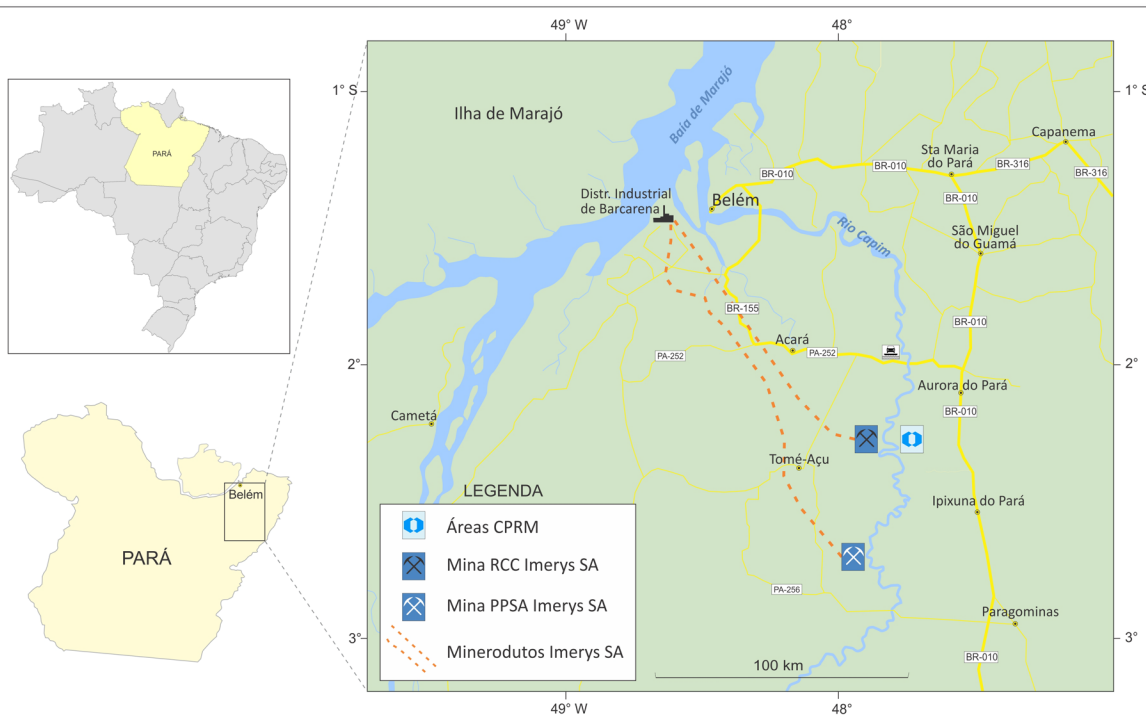 49° W
48°
1° S
1° S
PARÁ
Baía de Marajó
Ilha de Marajó
Capanema
Sta Maria
do Pará
BR-316
BR-010
BR-010
BR-316
Distr. Industrial
de Barcarena
Belém
BR-010
Rio Capim
São Miguel
do Guamá
BR-155
BR-010
Acará
PA-252
PA-252
2°
2°
Aurora do Pará
BR-010
Cametá
Tomé-Açu
Belém
PARÁ
LEGENDA
Áreas CPRM
Mina RCC Imerys SA
Mina PPSA Imerys SA
Minerodutos Imerys SA
Ipixuna do Pará
PA-256
Paragominas
3°
3°
BR-010
100 km
49° W
48°